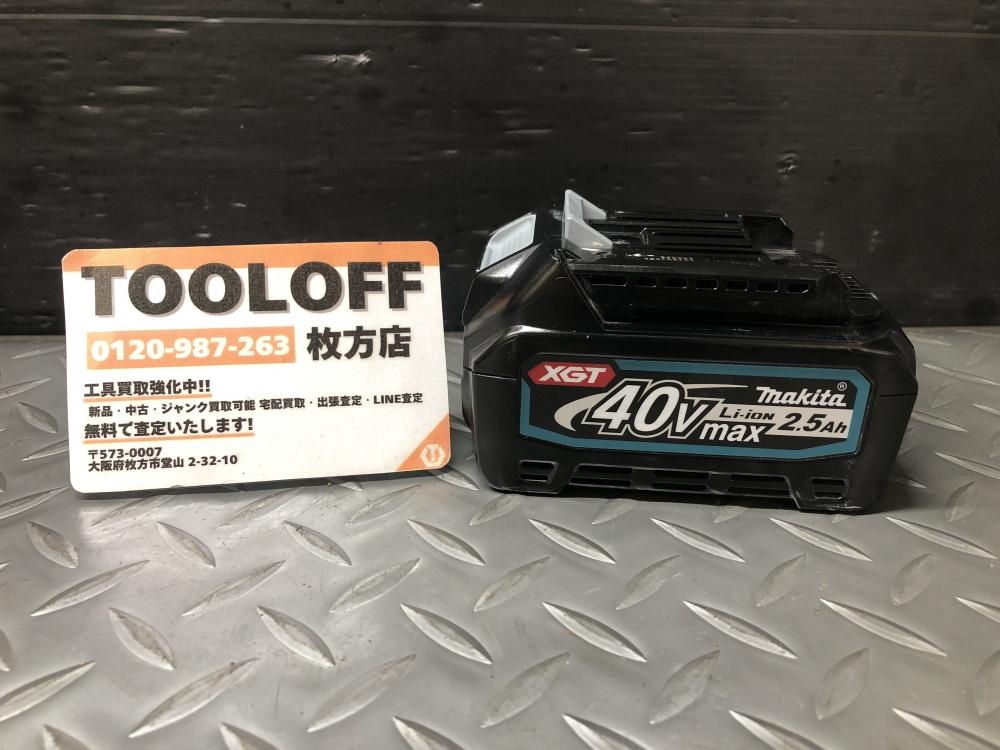 TOOLOFF
0120-987-263 枚方店
工具買取強化中!!
新品・中古・ジャンク買取可能 宅配買取・出張査定・LINE査定
無料で査定いたします!
〒573-0007
大阪府枚方市堂山 2-32-10
XGT
makita®
40V max Li-ion 2.5Ah